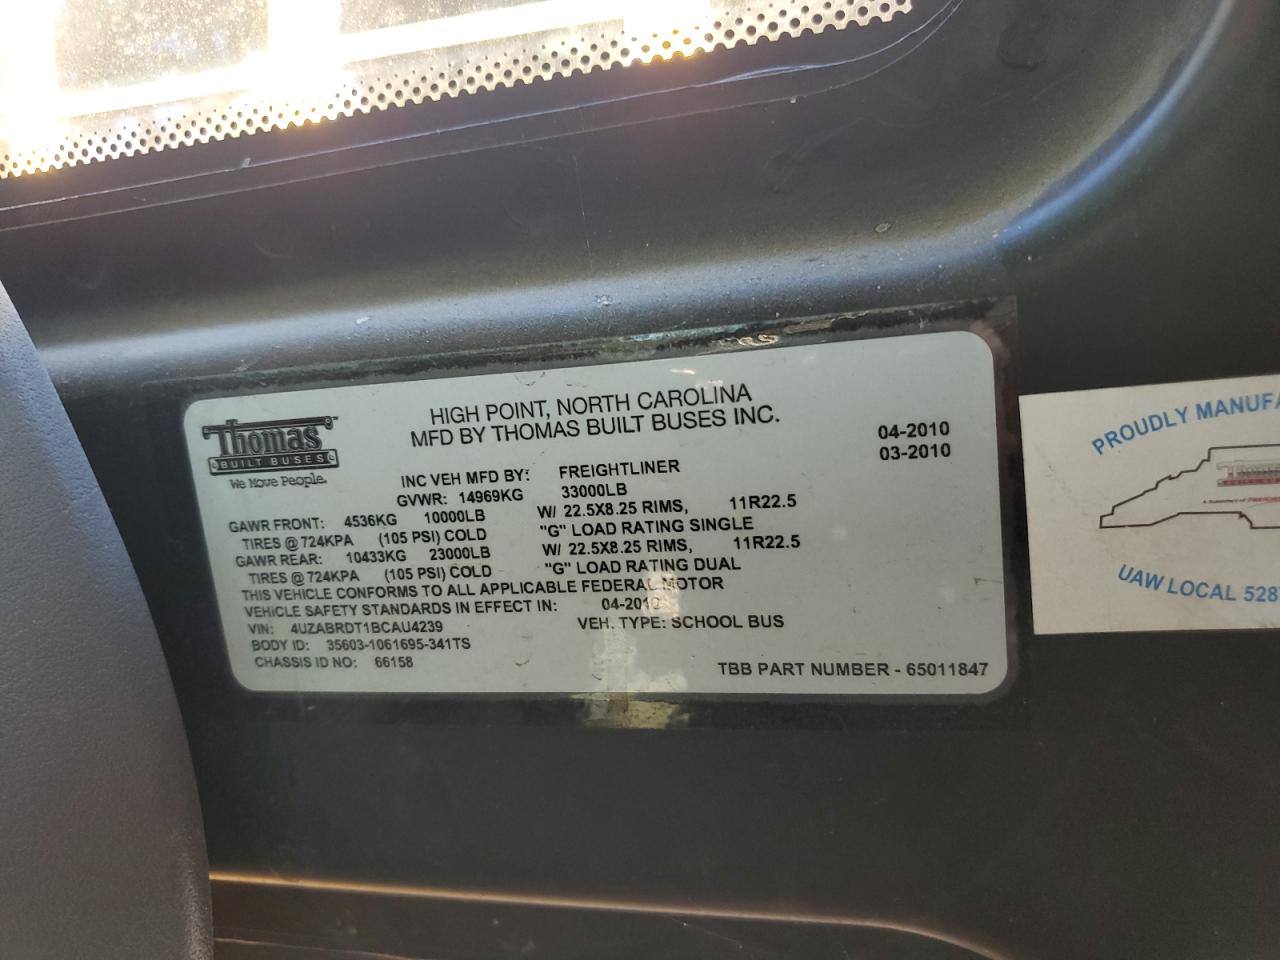 Thomas™
BUILT BUSES
We Move People.
HIGH POINT, NORTH CAROLINA
MFD BY THOMAS BUILT BUSES INC. 04-2010
INC VEH MFD BY: FREIGHTLINER 03-2010
GVWR: 14969KG 33000LB
GAWR FRONT: 4536KG 10000LB W/ 22.5X8.25 RIMS, 11R22.5
TIRES @ 724KPA (105 PSI) COLD "G" LOAD RATING SINGLE
GAWR REAR: 10433KG 23000LB W/ 22.5X8.25 RIMS, 11R22.5
TIRES @ 724KPA (105 PSI) COLD "G" LOAD RATING DUAL
THIS VEHICLE CONFORMS TO ALL APPLICABLE FEDERAL MOTOR
VEHICLE SAFETY STANDARDS IN EFFECT IN: 04-2010
VIN: 4UZABRDT1BCAU4239 VEH. TYPE: SCHOOL BUS
BODY ID: 35603-1061695-341TS
CHASSIS ID NO: 66158 TBB PART NUMBER - 65011847
PROUDLY MANUFA
UAW LOCAL 5287